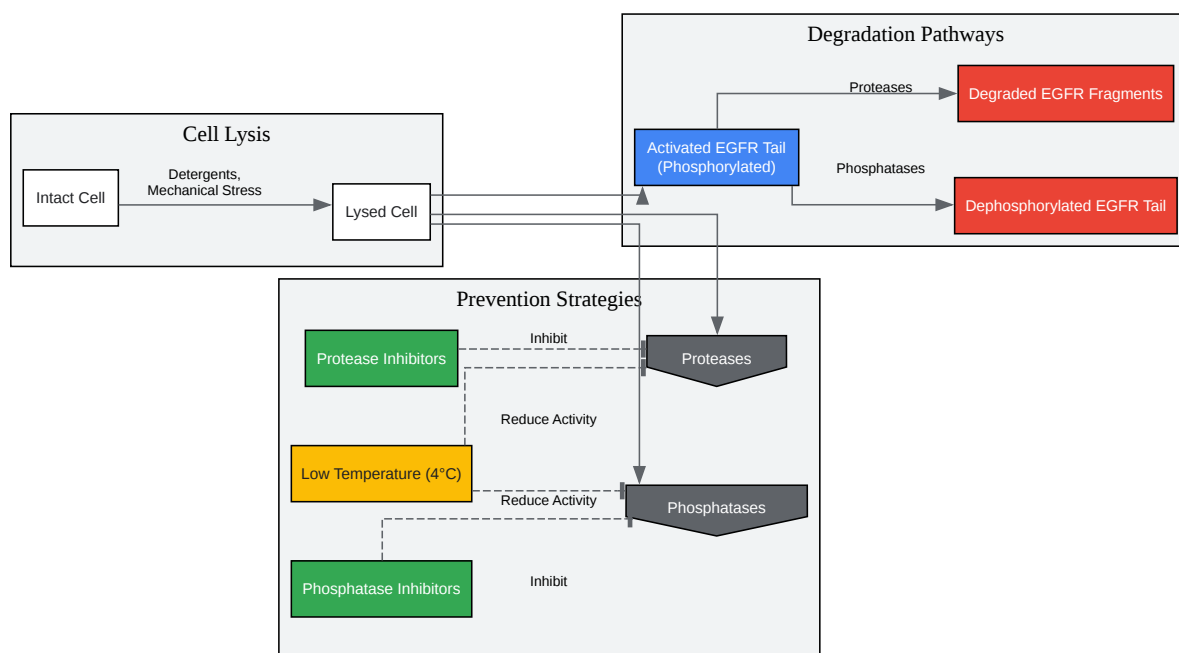 Degradation Pathways
Proteases
Degraded EGFR Fragments
Activated EGFR Tail
(Phosphorylated)
Phosphatases
Dephosphorylated EGFR Tail
Cell Lysis
Detergents,
Mechanical Stress
Intact Cell
Lysed Cell
Prevention Strategies
Protease Inhibitors
Inhibit
Proteases
Reduce Activity
Low Temperature (4°C)
Reduce Activity
Phosphatases
Phosphatase Inhibitors
Inhibit